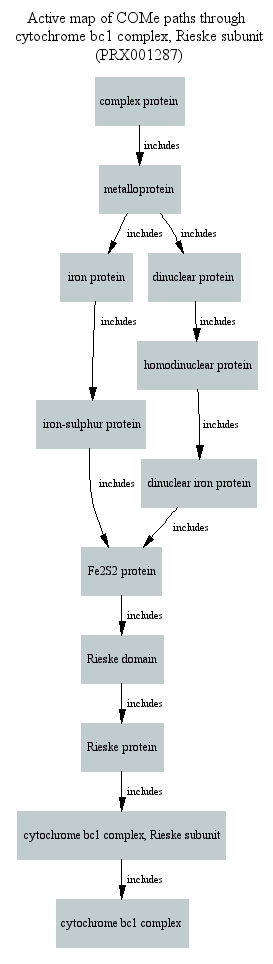 Active map of COMe paths through
cytochrome bc1 complex, Rieske subunit
(PRX001287)
complex protein
includes
metalloprotein
includes
includes
iron protein
dinuclear protein
includes
includes
homodinuclear protein
iron-sulphur protein
includes
dinuclear iron protein
includes
includes
Fe2S2 protein
includes
Rieske domain
includes
Rieske protein
includes
cytochrome bc1 complex, Rieske subunit
includes
cytochrome bc1 complex